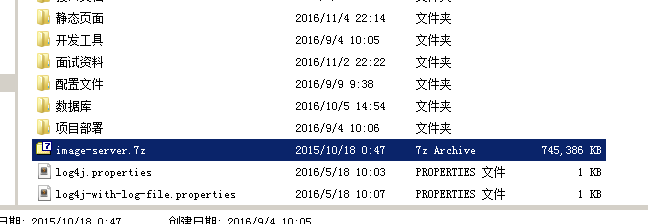 静态页面 2016/11/4 22:14 文件夹
开发工具 2016/9/4 10:05 文件夹
面试资料 2016/11/2 22:22 文件夹
配置文件 2016/9/9 9:38 文件夹
数据库 2016/10/5 14:54 文件夹
项目部署 2016/9/4 10:06 文件夹
image-server.7z 2015/10/18 0:47 7z Archive 745,386 KB
log4j.properties 2016/5/18 10:03 PROPERTIES 文件 1 KB
log4j-with-log-file.properties 2016/5/18 10:07 PROPERTIES 文件 1 KB
日期: 2015/10/18 0:47 创建日期: 2016/9/4 10:05